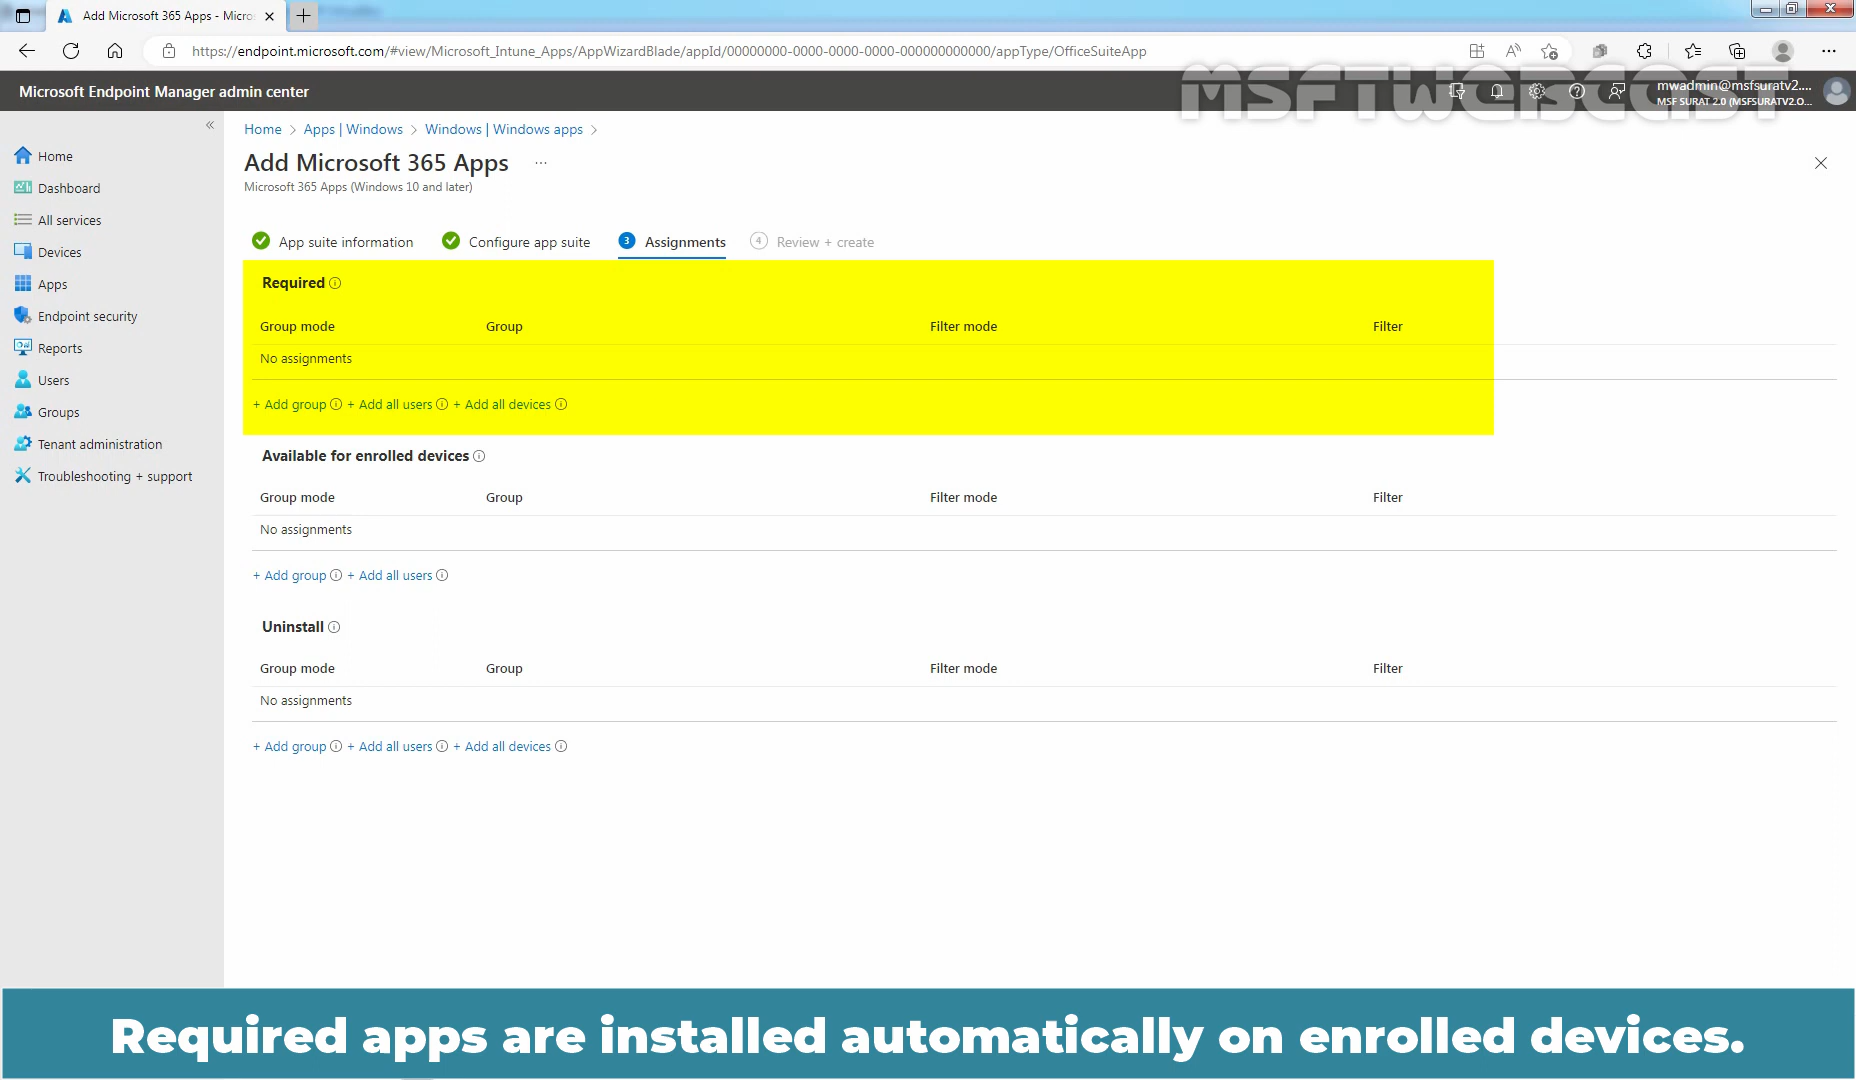 Add Microsoft 365 Apps - Micros
https://endpoint.microsoft.com/#view/Microsoft_Intune_Apps/AppWizardBlade/appId/00000000-0000-0000-0000-000000000000/appType/OfficeSuiteApp
MSFTWEBCAST
Microsoft Endpoint Manager admin center
mwadmin@msfsuratv2....
MSF SURAT 2.0 (MSFSURATV2.O...
Home > Apps | Windows > Windows | Windows apps >
Add Microsoft 365 Apps ...
Microsoft 365 Apps (Windows 10 and later)
Home
Dashboard
All services
Devices
Apps
Endpoint security
Reports
Users
Groups
Tenant administration
Troubleshooting + support
App suite information Configure app suite 3 Assignments 4 Review + create
Required
Group mode Group Filter mode Filter
No assignments
+ Add group + Add all users + Add all devices
Available for enrolled devices
Group mode Group Filter mode Filter
No assignments
+ Add group + Add all users
Uninstall
Group mode Group Filter mode Filter
No assignments
+ Add group + Add all users + Add all devices
Required apps are installed automatically on enrolled devices.